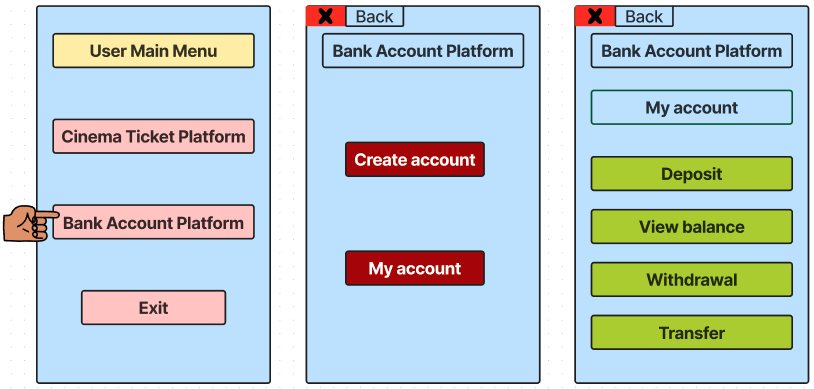 User Main Menu
Cinema Ticket Platform
Bank Account Platform
Exit
Back
Bank Account Platform
Create account
My account
Back
Bank Account Platform
My account
Deposit
View balance
Withdrawal
Transfer